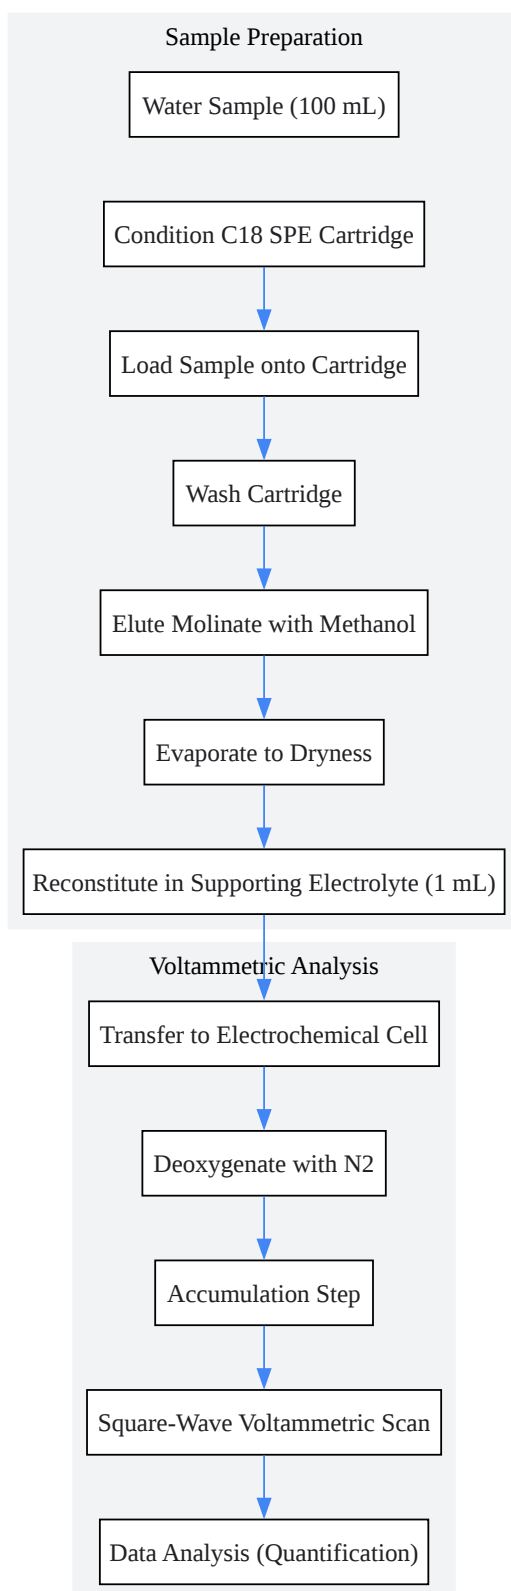 Sample Preparation
Water Sample (100 mL)
Condition C18 SPE Cartridge
Load Sample onto Cartridge
Wash Cartridge
Elute Molinate with Methanol
Evaporate to Dryness
Reconstitute in Supporting Electrolyte (1 mL)
Voltammetric Analysis
Transfer to Electrochemical Cell
Deoxygenate with N2
Accumulation Step
Square-Wave Voltammetric Scan
Data Analysis (Quantification)